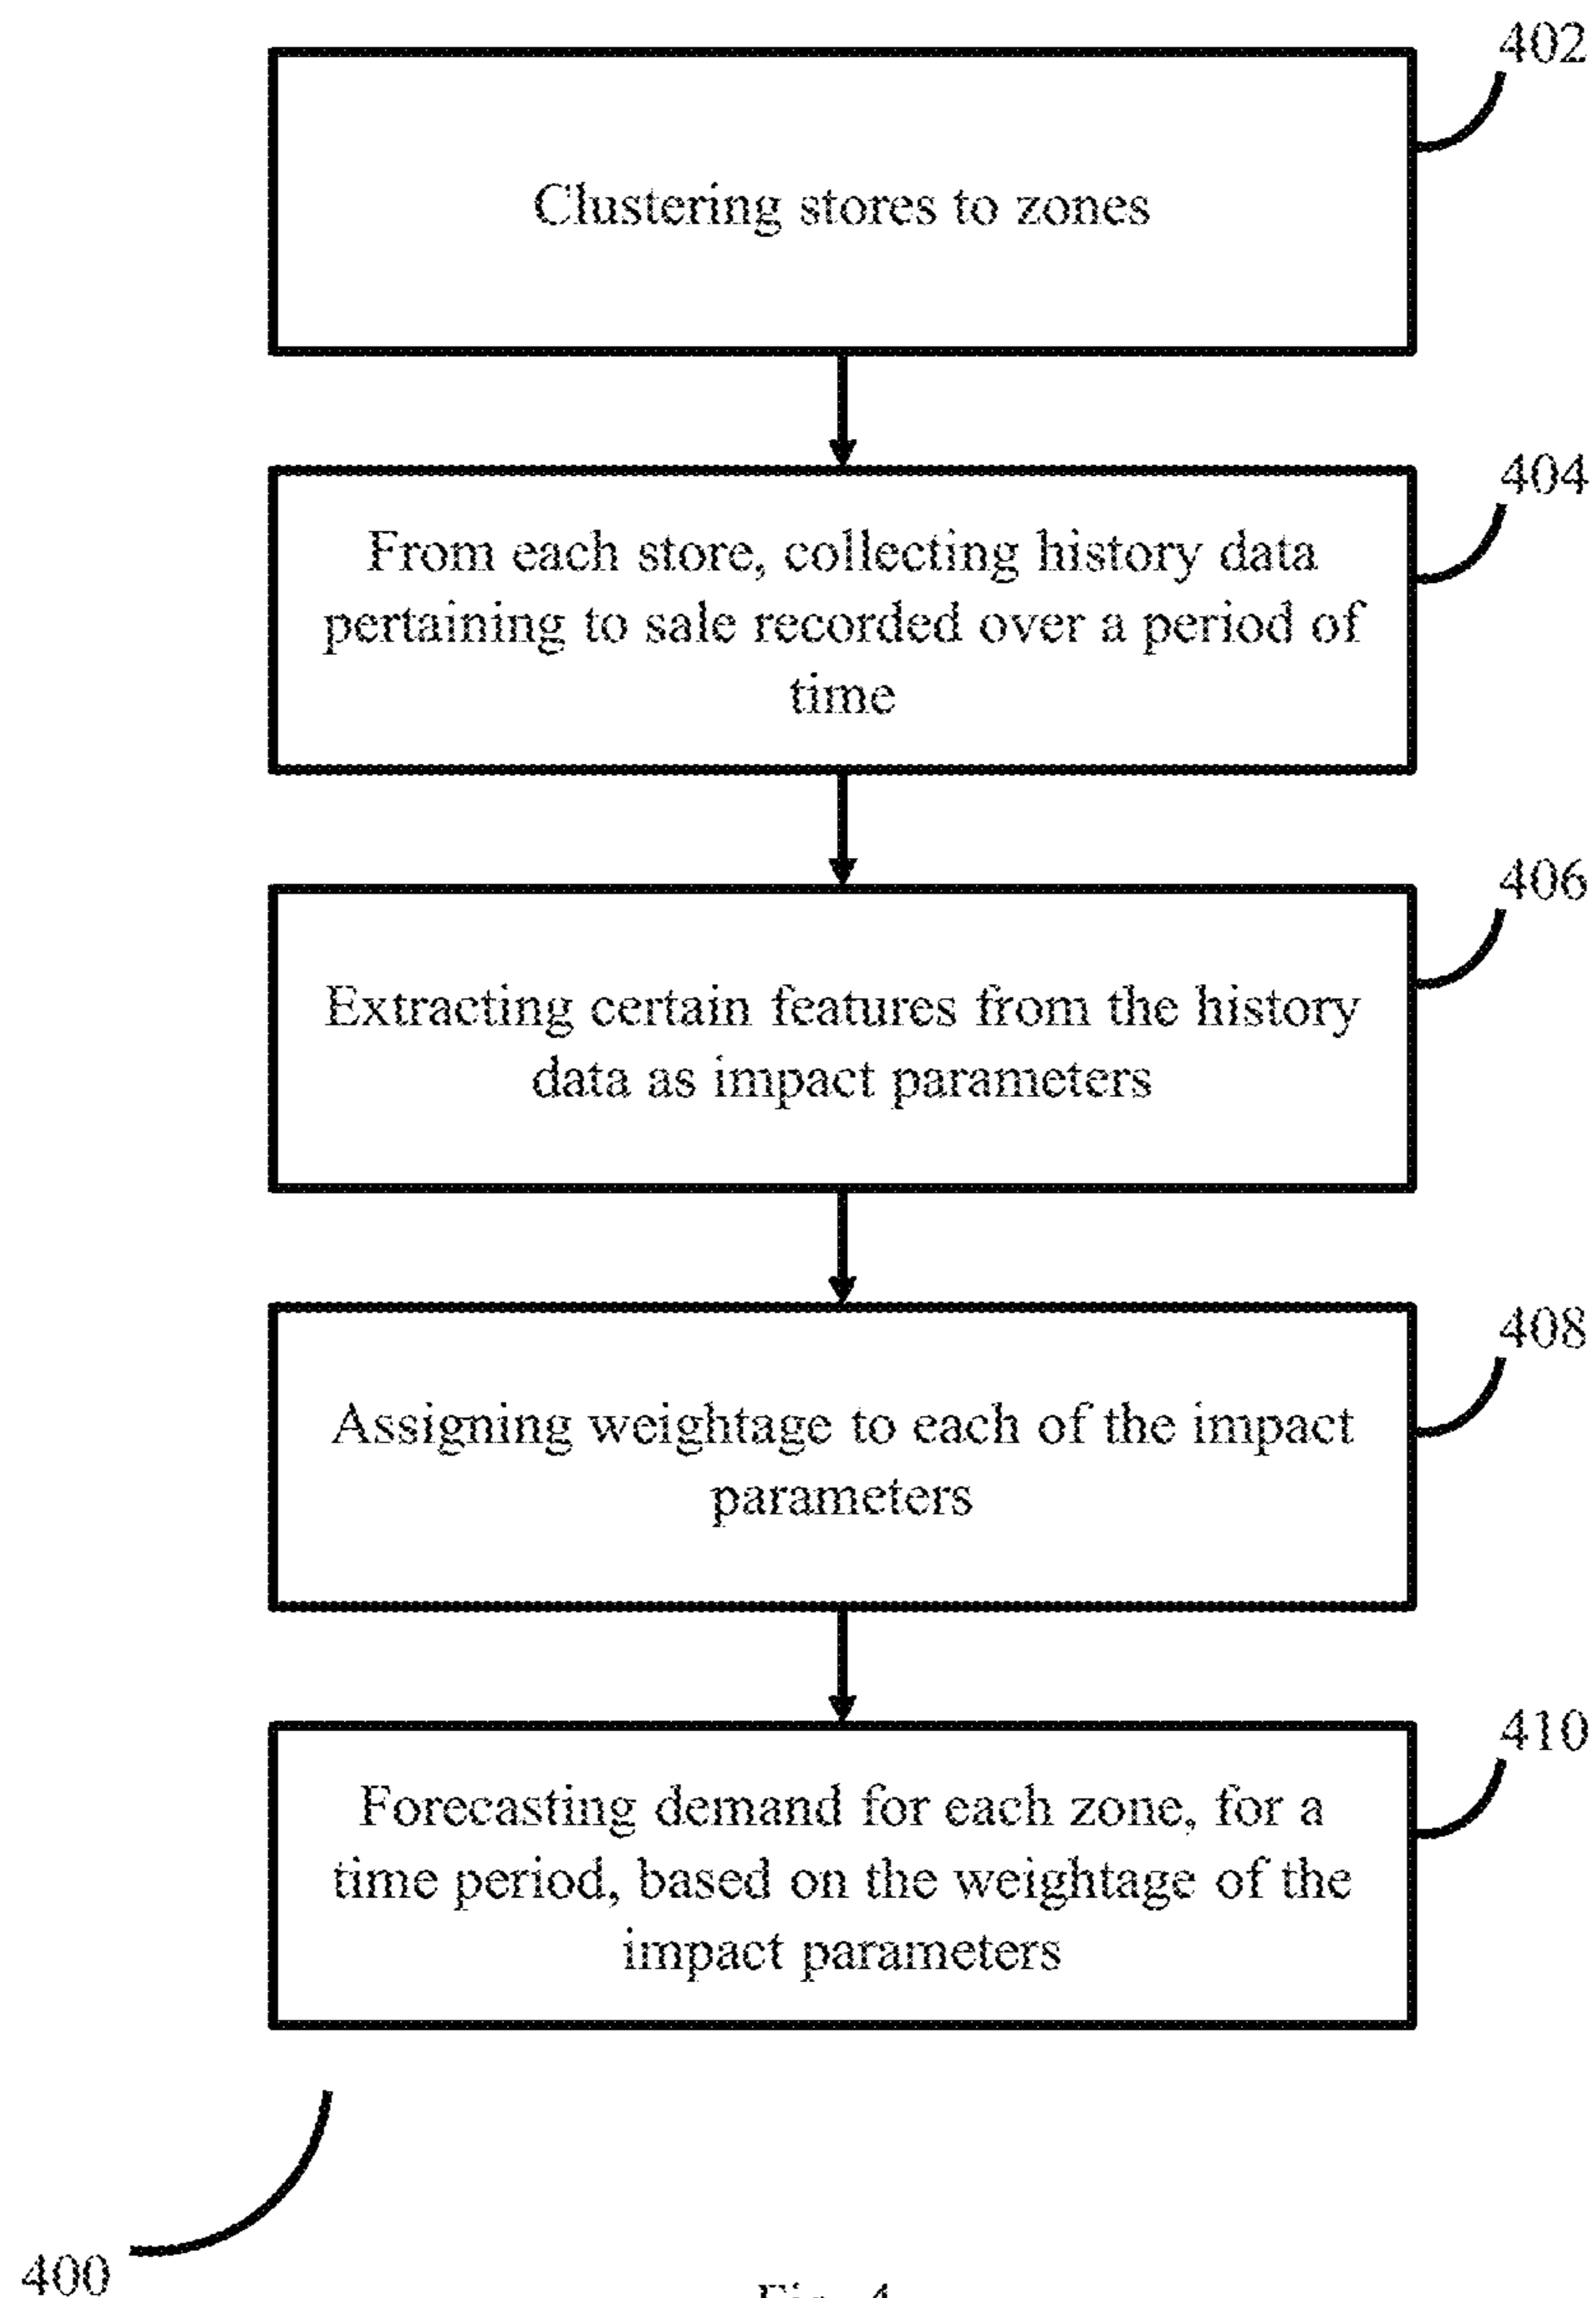 402
Clustering stores to zones
404
From each store, collecting history data
pertaining to sale recorded over a period of
time
406
Extracting certain features from the history
data as impact parameters
408
Assigning weightage to each of the impact
parameters
410
Forecasting demand for each zone, for a
time period, based on the weightage of the
impact parameters
400